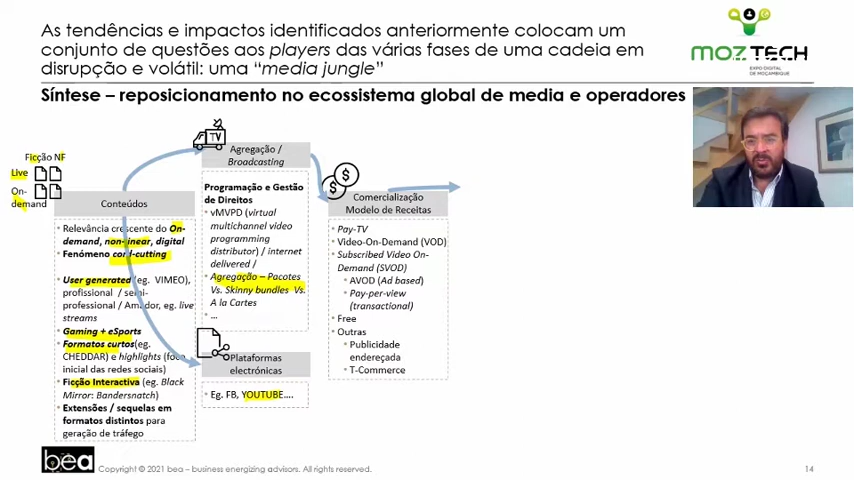 As tendências e impactos identificados anteriormente colocam um
conjunto de questões aos players das várias fases de uma cadeia em
disrupção e volátil: uma “media jungle”
MOZTECH
EXPO DIGITAL
DE MOÇAMBIQUE
Síntese – reposicionamento no ecossistema global de media e operadores
Ficção NF
Live
On-
demand
Conteúdos
Relevância crescente do On-
demand, non-linear, digital
Fenómeno cord-cutting
User generated (eg. VIMEO),
profissional / semi-
profissional / Amador, eg. live
streams
Gaming + eSports
Formatos curtos(eg.
CHEDDAR) e highlights (foco
inicial das redes sociais)
Ficção Interactiva (eg. Black
Mirror: Bandersnatch)
Extensões / sequelas em
formatos distintos para
geração de tráfego
TV
Agregação /
Broadcasting
Programação e Gestão
de Direitos
vMVPD (virtual
multichannel video
programming
distributor) / internet
delivered /
Agregação – Pacotes
Vs. Skinny bundles Vs.
A la Cartes
...
Plataformas
electrónicas
Eg. FB, YOUTUBE....
$ $
Comercialização
Modelo de Receitas
Pay-TV
Video-On-Demand (VOD)
Subscribed Video On-
Demand (SVOD)
AVOD (Ad based)
Pay-per-view
(transactional)
Free
Outras
Publicidade
endereçada
T-Commerce
bea
Copyright © 2021 bea – business energizing advisors. All rights reserved.
14